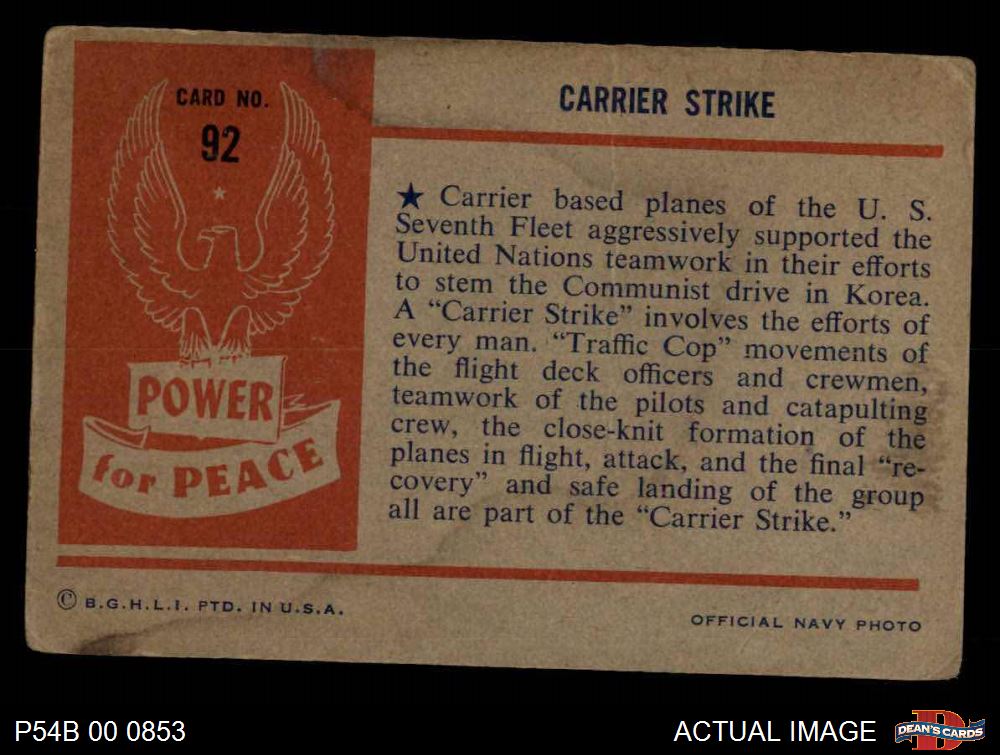 CARD NO.
92
POWER
for PEACE
CARRIER STRIKE
★ Carrier based planes of the U. S.
Seventh Fleet aggressively supported the
United Nations teamwork in their efforts
to stem the Communist drive in Korea.
A “Carrier Strike” involves the efforts of
every man. “Traffic Cop” movements of
the flight deck officers and crewmen,
teamwork of the pilots and catapulting
crew, the close-knit formation of the
planes in flight, attack, and the final “re-
covery” and safe landing of the group
all are part of the “Carrier Strike.”
© B.G.H.L.I. PTD. IN U.S.A.
OFFICIAL NAVY PHOTO
P54B 00 0853
ACTUAL IMAGE
D
DEAN'S CARDS